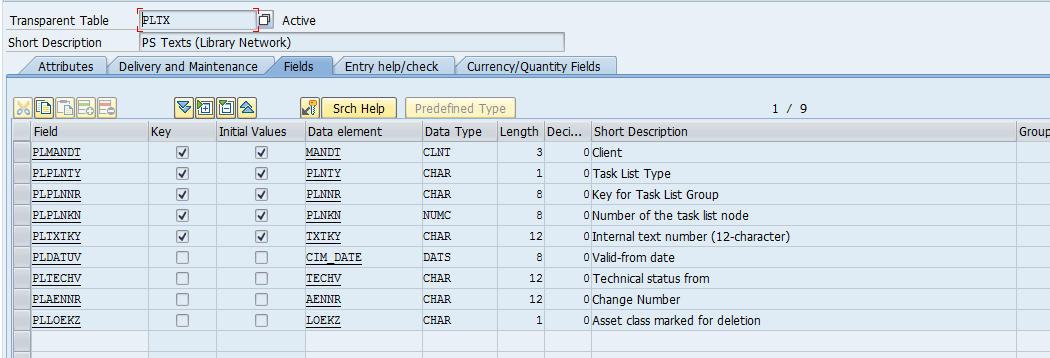 Transparent Table PLTX Active
Short Description PS Texts (Library Network)
Attributes Delivery and Maintenance Fields Entry help/check Currency/Quantity Fields
Srch Help Predefined Type 1 / 9
Field Key Initial Values Data element Data Type Length Deci... Short Description Group
PLMANDT MANDT CLNT 3 0 Client
PLPLNTY PLNTY CHAR 1 0 Task List Type
PLPLNNR PLNNR CHAR 8 0 Key for Task List Group
PLPLNKN PLNKN NUMC 8 0 Number of the task list node
PLTXTKY TXTKY CHAR 12 0 Internal text number (12-character)
PLDATUV CIM_DATE DATS 8 0 Valid-from date
PLTECHV TECHV CHAR 12 0 Technical status from
PLAENNR AENNR CHAR 12 0 Change Number
PLLOEKZ LOEKZ CHAR 1 0 Asset class marked for deletion